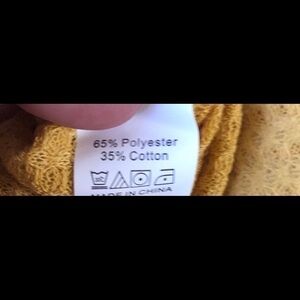 65% Polyester
35% Cotton
MADE IN CHINA